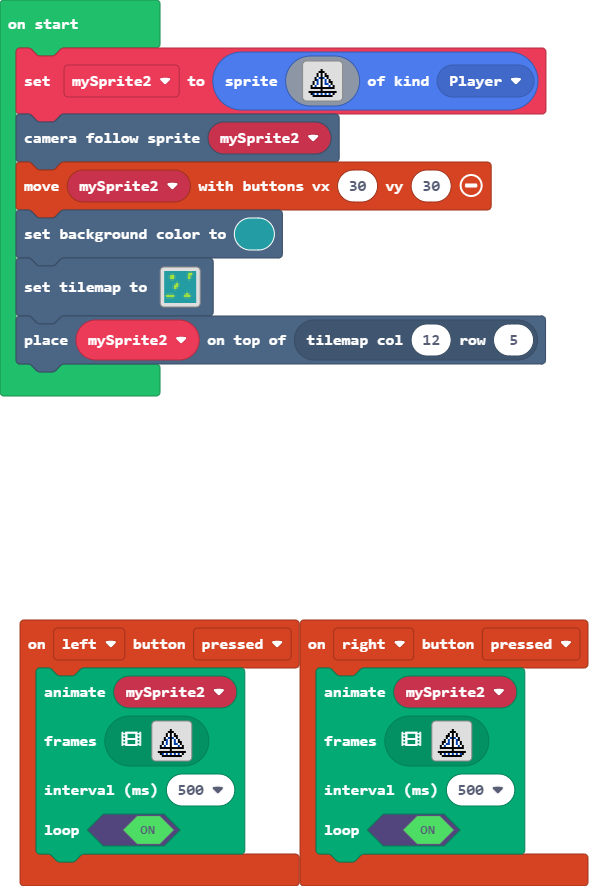 on start
set mySprite2 to sprite of kind Player
camera follow sprite mySprite2
move mySprite2 with buttons vx 30 vy 30
set background color to
set tilemap to
place mySprite2 on top of tilemap col 12 row 5
on left button pressed
animate mySprite2
frames
interval (ms) 500
loop ON
on right button pressed
animate mySprite2
frames
interval (ms) 500
loop ON